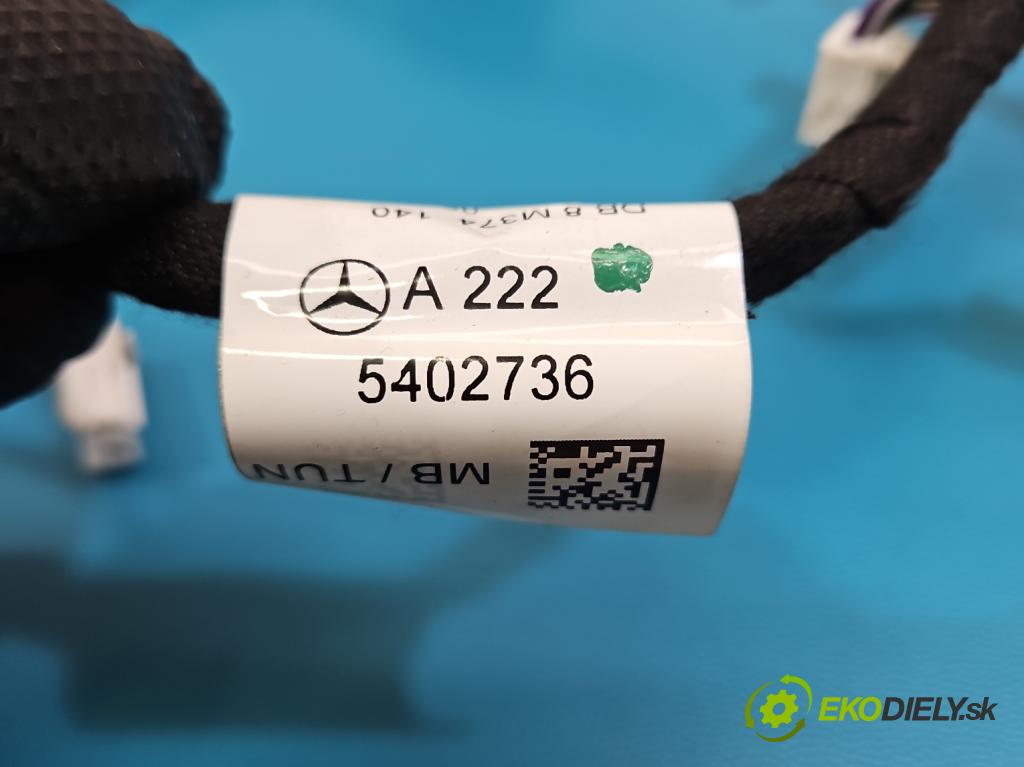 DB 8 M374
140
A 222
5402736
MB / TUN
EKODIELY.sk